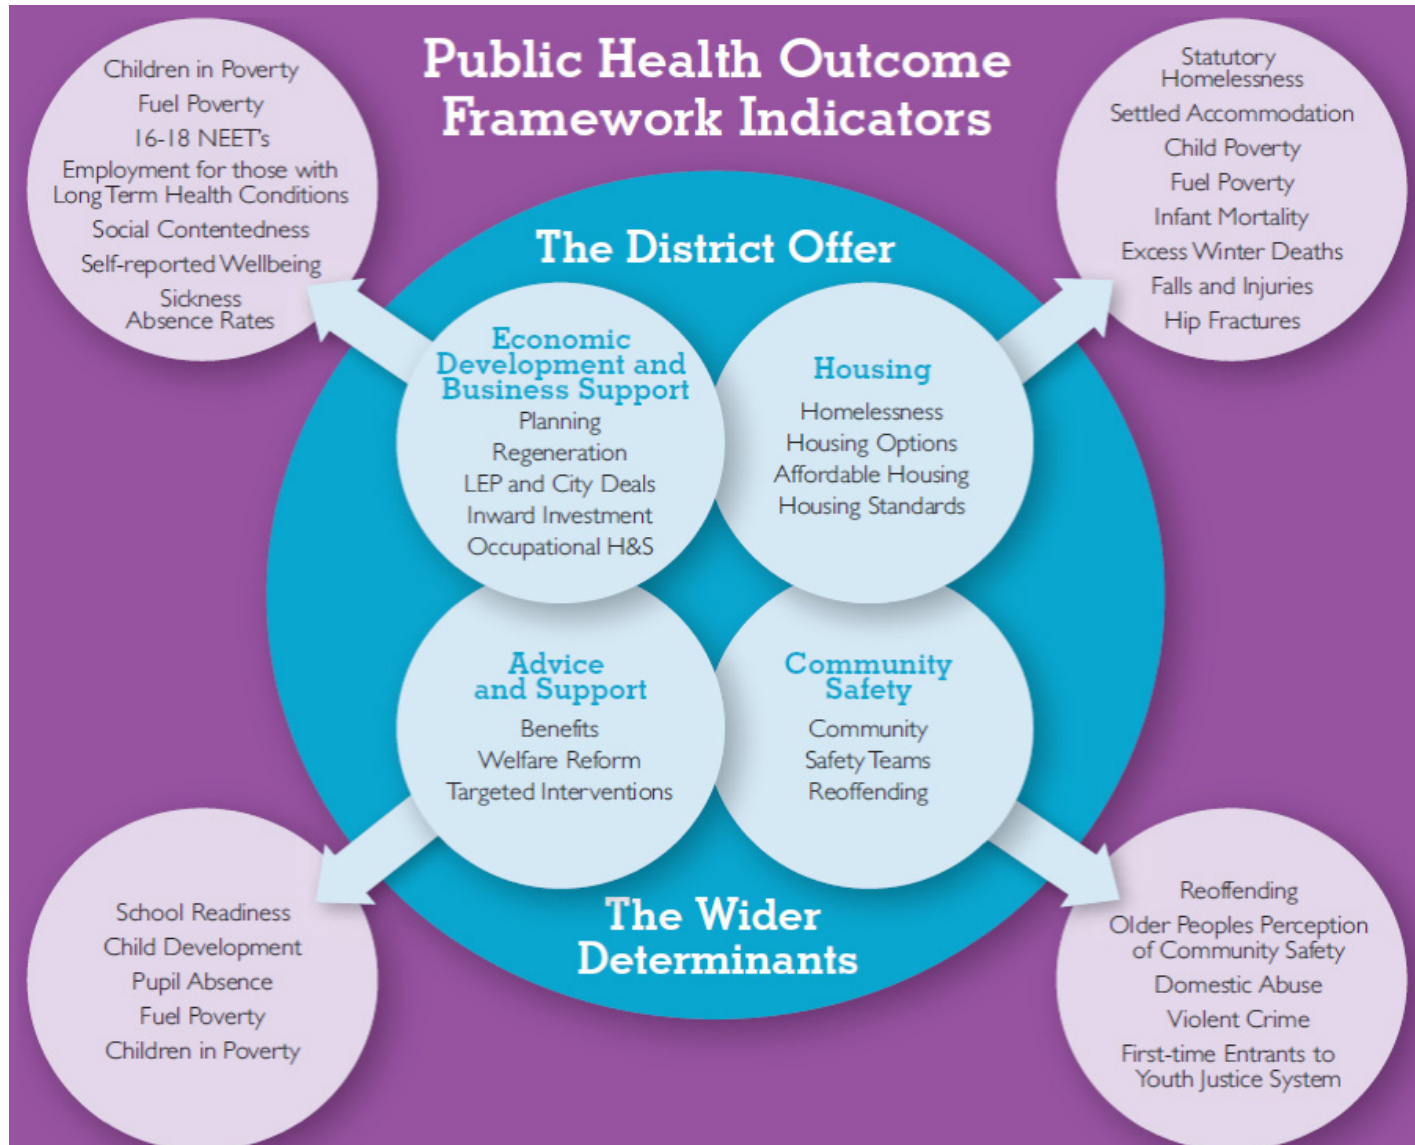 Public Health Outcome
Framework Indicators
Children in Poverty
Fuel Poverty
16-18 NEET's
Employment for those with
Long Term Health Conditions
Social Contentedness
Self-reported Wellbeing
Sickness
Absence Rates
Statutory
Homelessness
Settled Accommodation
Child Poverty
Fuel Poverty
Infant Mortality
Excess Winter Deaths
Falls and Injuries
Hip Fractures
The District Offer
Economic
Development and
Business Support
Planning
Regeneration
LEP and City Deals
Inward Investment
Occupational H&S
Housing
Homelessness
Housing Options
Affordable Housing
Housing Standards
Advice
and Support
Benefits
Welfare Reform
Targeted Interventions
Community
Safety
Community
Safety Teams
Reoffending
The Wider
Determinants
School Readiness
Child Development
Pupil Absence
Fuel Poverty
Children in Poverty
Reoffending
Older Peoples Perception
of Community Safety
Domestic Abuse
Violent Crime
First-time Entrants to
Youth Justice System